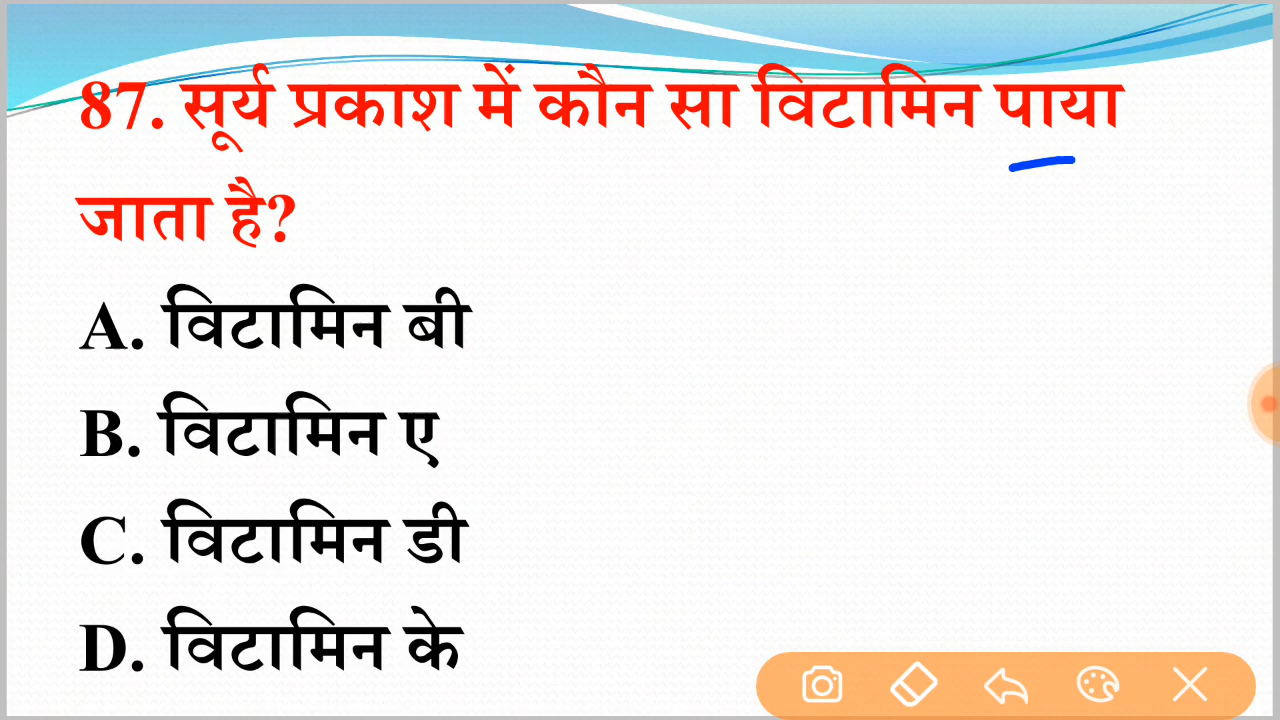 87. सूर्य प्रकाश में कौन सा विटामिन पाया
जाता है?
A. विटामिन बी
B. विटामिन ए
C. विटामिन डी
D. विटामिन के